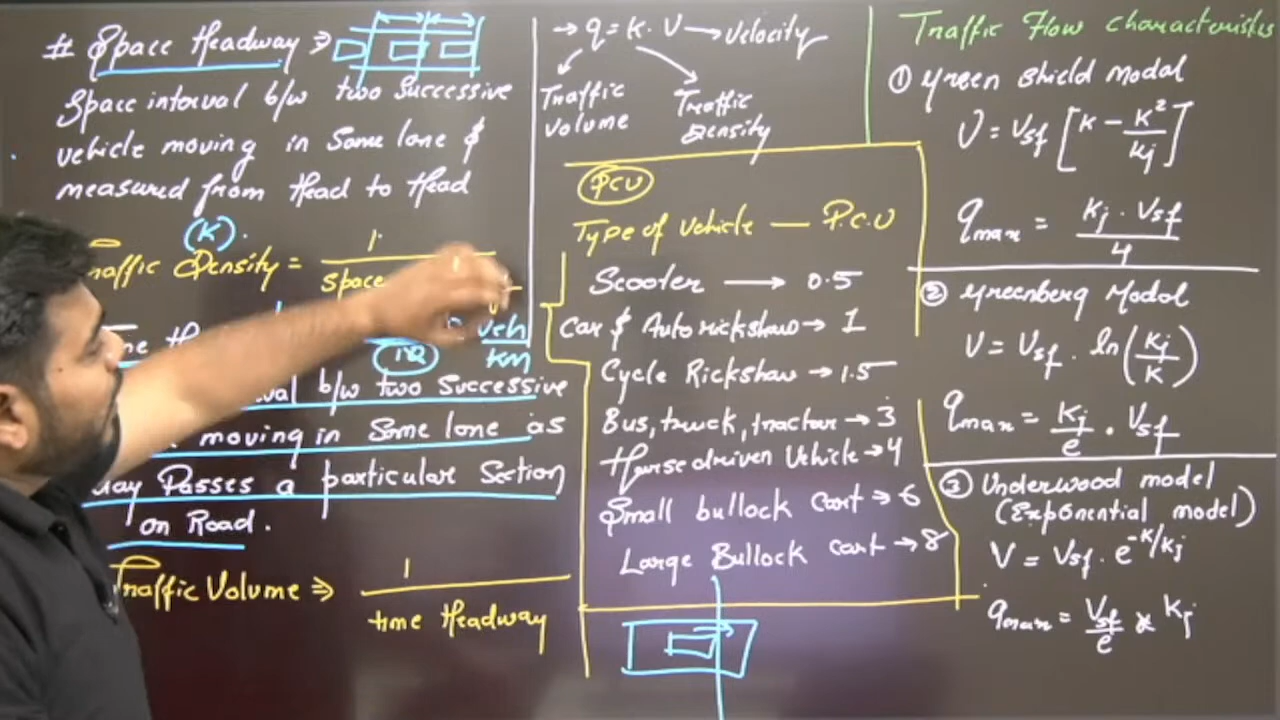 # Space Headway ⇒
Space interval b/w two Successive
vehicle moving in Same lane &
measured from Head to Head
(K).
raffic Density = 1
space
veh
km
b/w two Successive
moving in Same lane as
Passes a particular Section
on Road.
Traffic Volume ⇒ 1
time Headway
→ q = K. V → Velocity
Traffic Volume
Traffic Density
PCU
Type of Vehicle — P.C.U
Scooter → 0.5
Car & Auto rickshaw → 1
Cycle Rickshaw → 1.5
Bus, truck, tractor → 3
Horse driven Vehicle → 4
Small bullock cart → 6
Large Bullock cart → 8
Traffic Flow characteristics
① Green Shield Modal
V = Vsf [K - K²/Kj]
qmax = Kj . Vsf / 4
② Greenberg Modal
V = Vsf . ln(Kj/K)
qmax = Kj/e . Vsf
③ Underwood model
(Exponential model)
V = Vsf . e^-K/Kj
qmax = Vsf/e * Kj